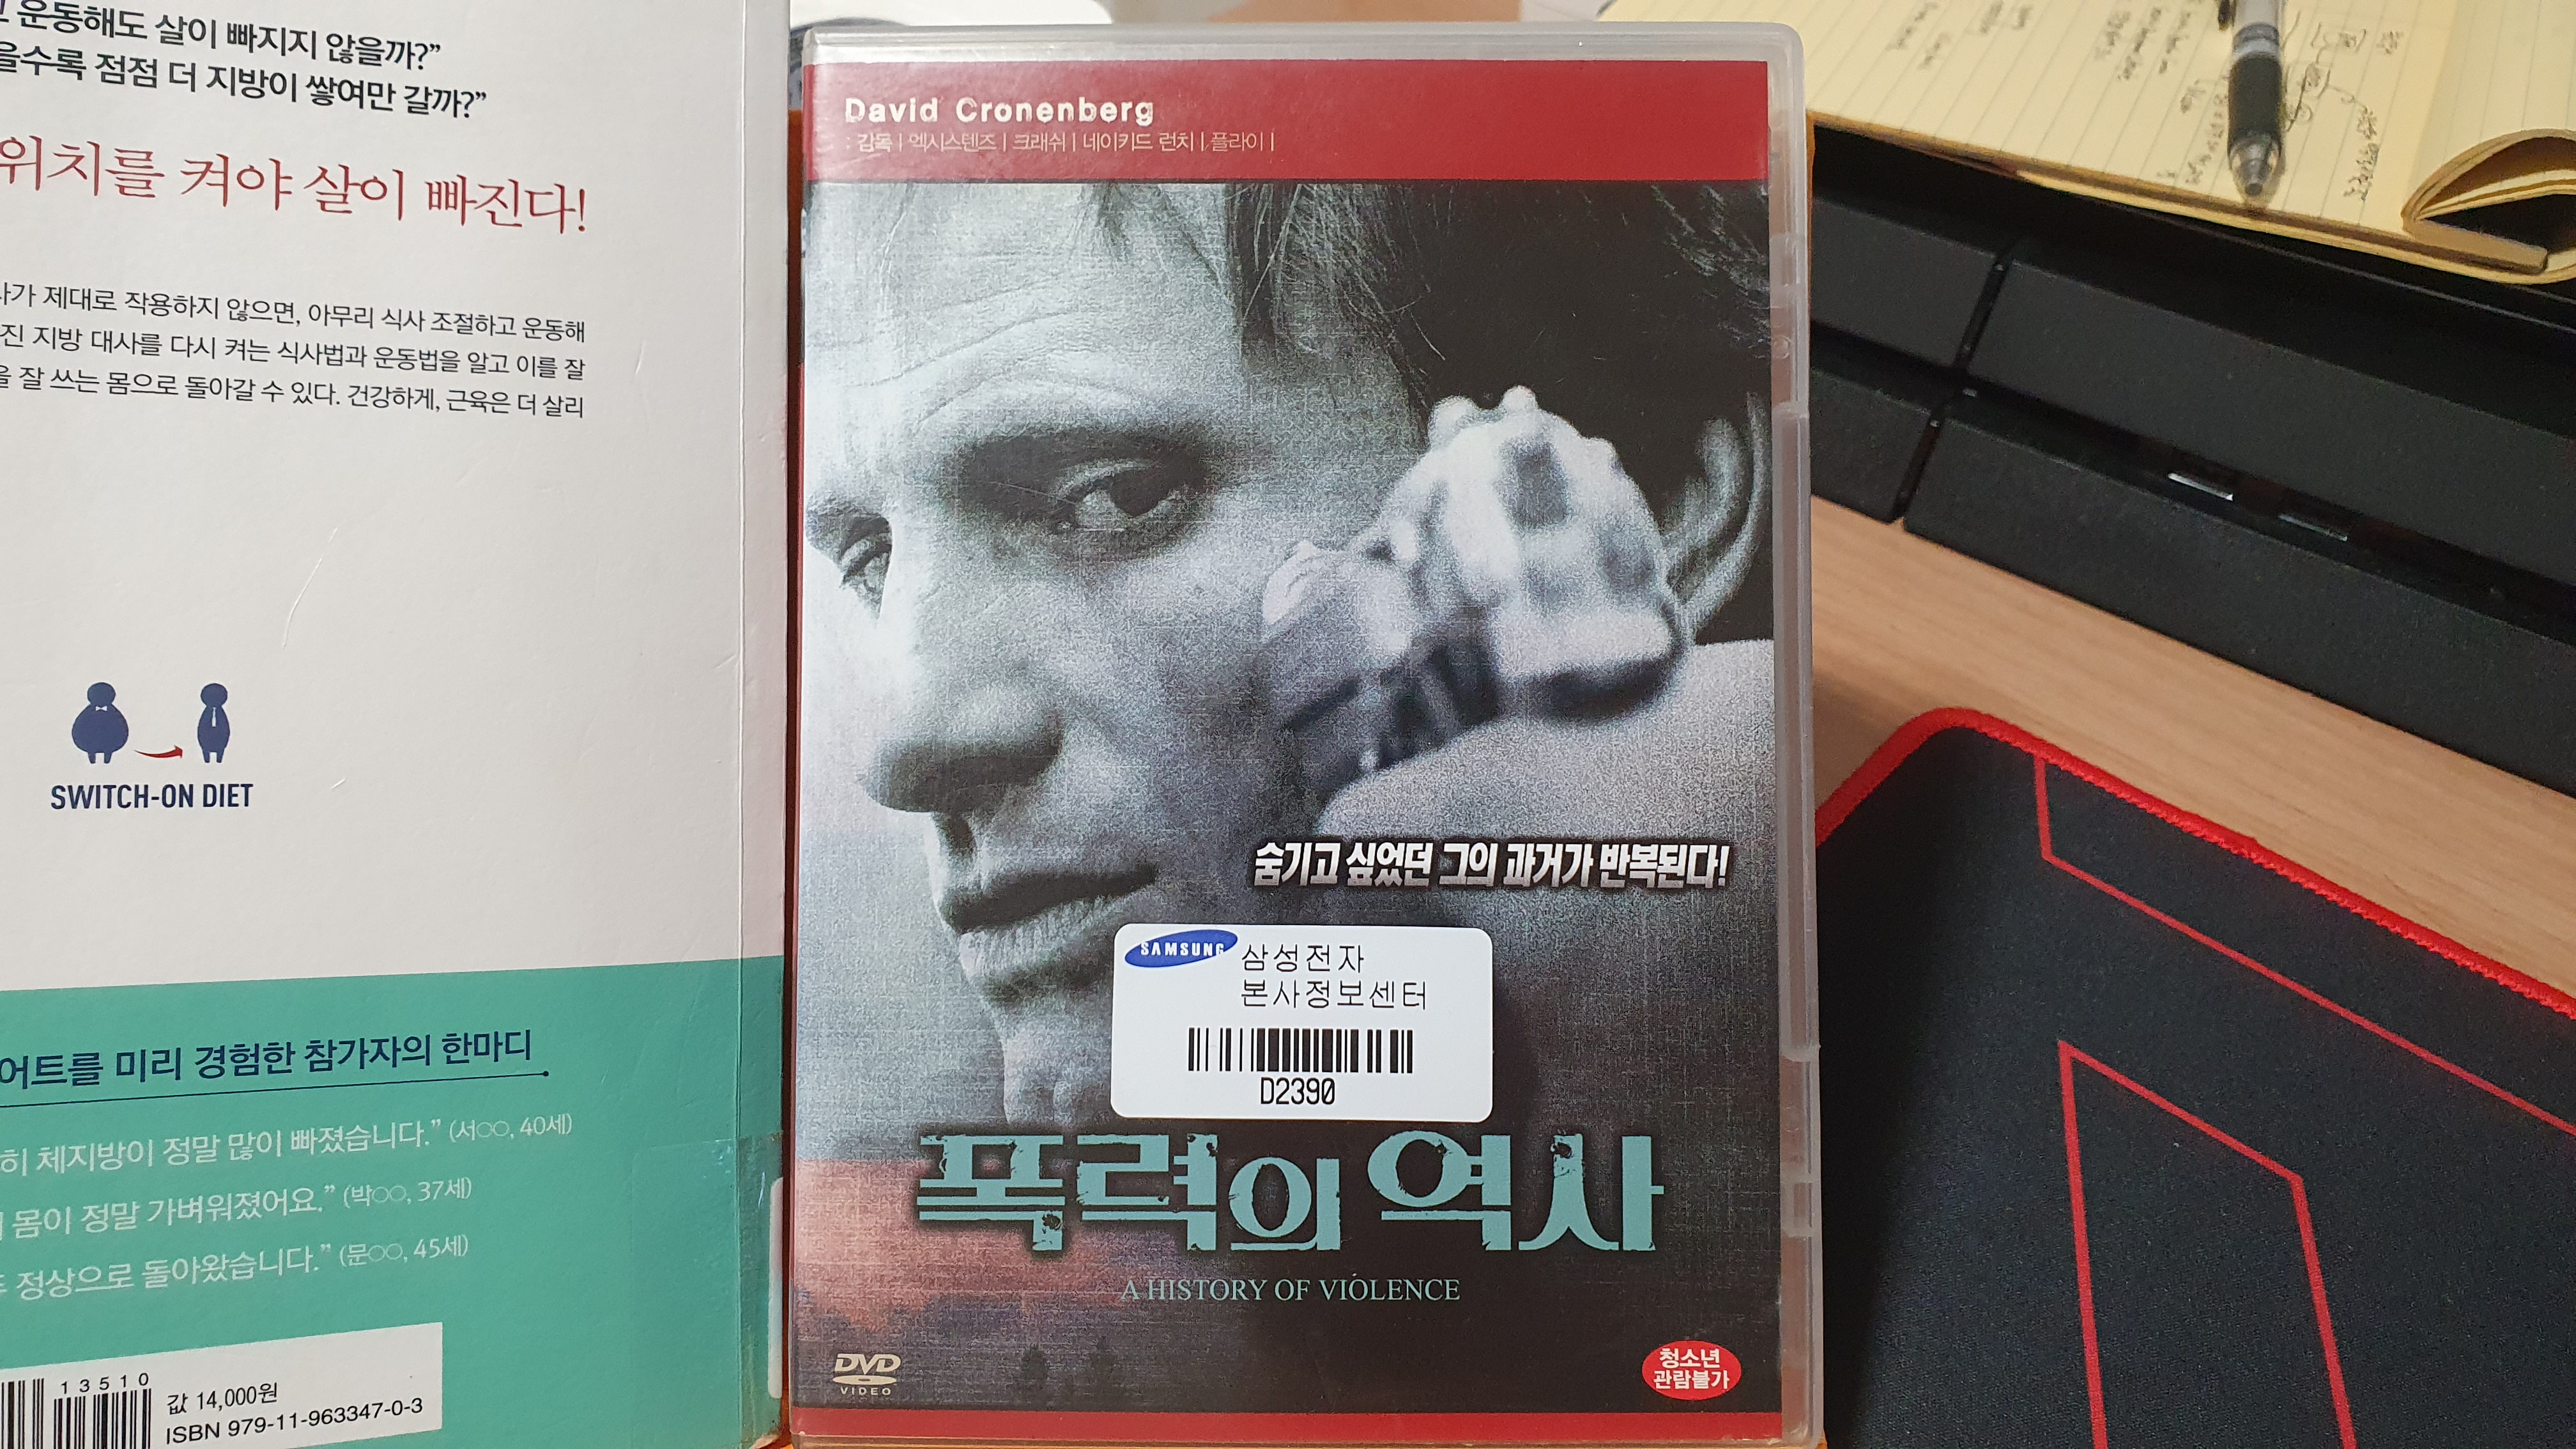 운동해도 살이 빠지지 않을까?”
을수록 점점 더 지방이 쌓여만 갈까?”
위치를 켜야 살이 빠진다!
가 제대로 작용하지 않으면, 아무리 식사 조절하고 운동해
진 지방 대사를 다시 켜는 식사법과 운동법을 알고 이를 잘
을 잘 쓰는 몸으로 돌아갈 수 있다. 건강하게, 근육은 더 살리
SWITCH-ON DIET
어트를 미리 경험한 참가자의 한마디
히 체지방이 정말 많이 빠졌습니다.” (서○○, 40세)
몸이 정말 가벼워졌어요.” (박○○, 37세)
정상으로 돌아왔습니다.” (문○○, 45세)
13510
값 14,000원
ISBN 979-11-963347-0-3
David Cronenberg
: 감독 | 엑시스텐즈 | 크래쉬 | 네이키드 런치 | 플라이 |
숨기고 싶었던 그의 과거가 반복된다!
SAMSUNG 삼성전자
본사정보센터
D2390
폭력의 역사
A HISTORY OF VIOLENCE
DVD
VIDEO
청소년
관람불가